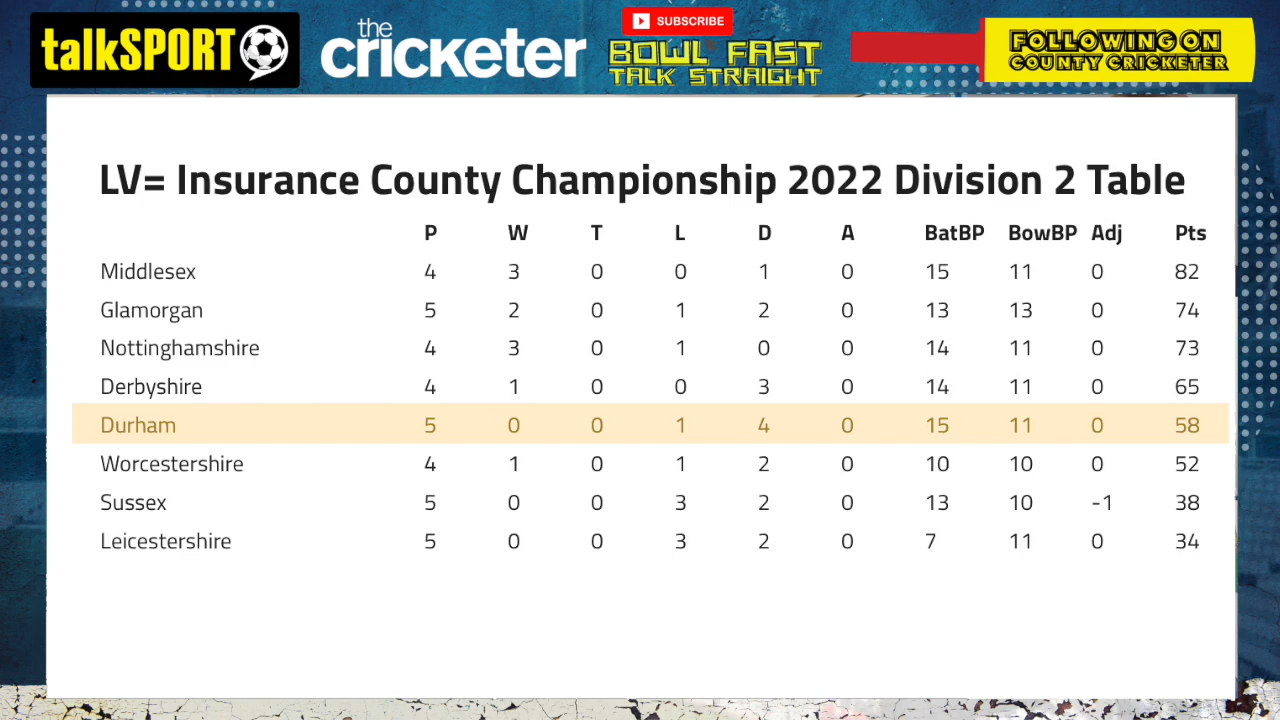 talkSPORT
the
cricketer
SUBSCRIBE
BOWL FAST
TALK STRAIGHT
FOLLOWING ON
COUNTY CRICKETER
LV= Insurance County Championship 2022 Division 2 Table
P W T L D A BatBP BowBP Adj Pts
Middlesex 4 3 0 0 1 0 15 11 0 82
Glamorgan 5 2 0 1 2 0 13 13 0 74
Nottinghamshire 4 3 0 1 0 0 14 11 0 73
Derbyshire 4 1 0 0 3 0 14 11 0 65
Durham 5 0 0 1 4 0 15 11 0 58
Worcestershire 4 1 0 1 2 0 10 10 0 52
Sussex 5 0 0 3 2 0 13 10 -1 38
Leicestershire 5 0 0 3 2 0 7 11 0 34